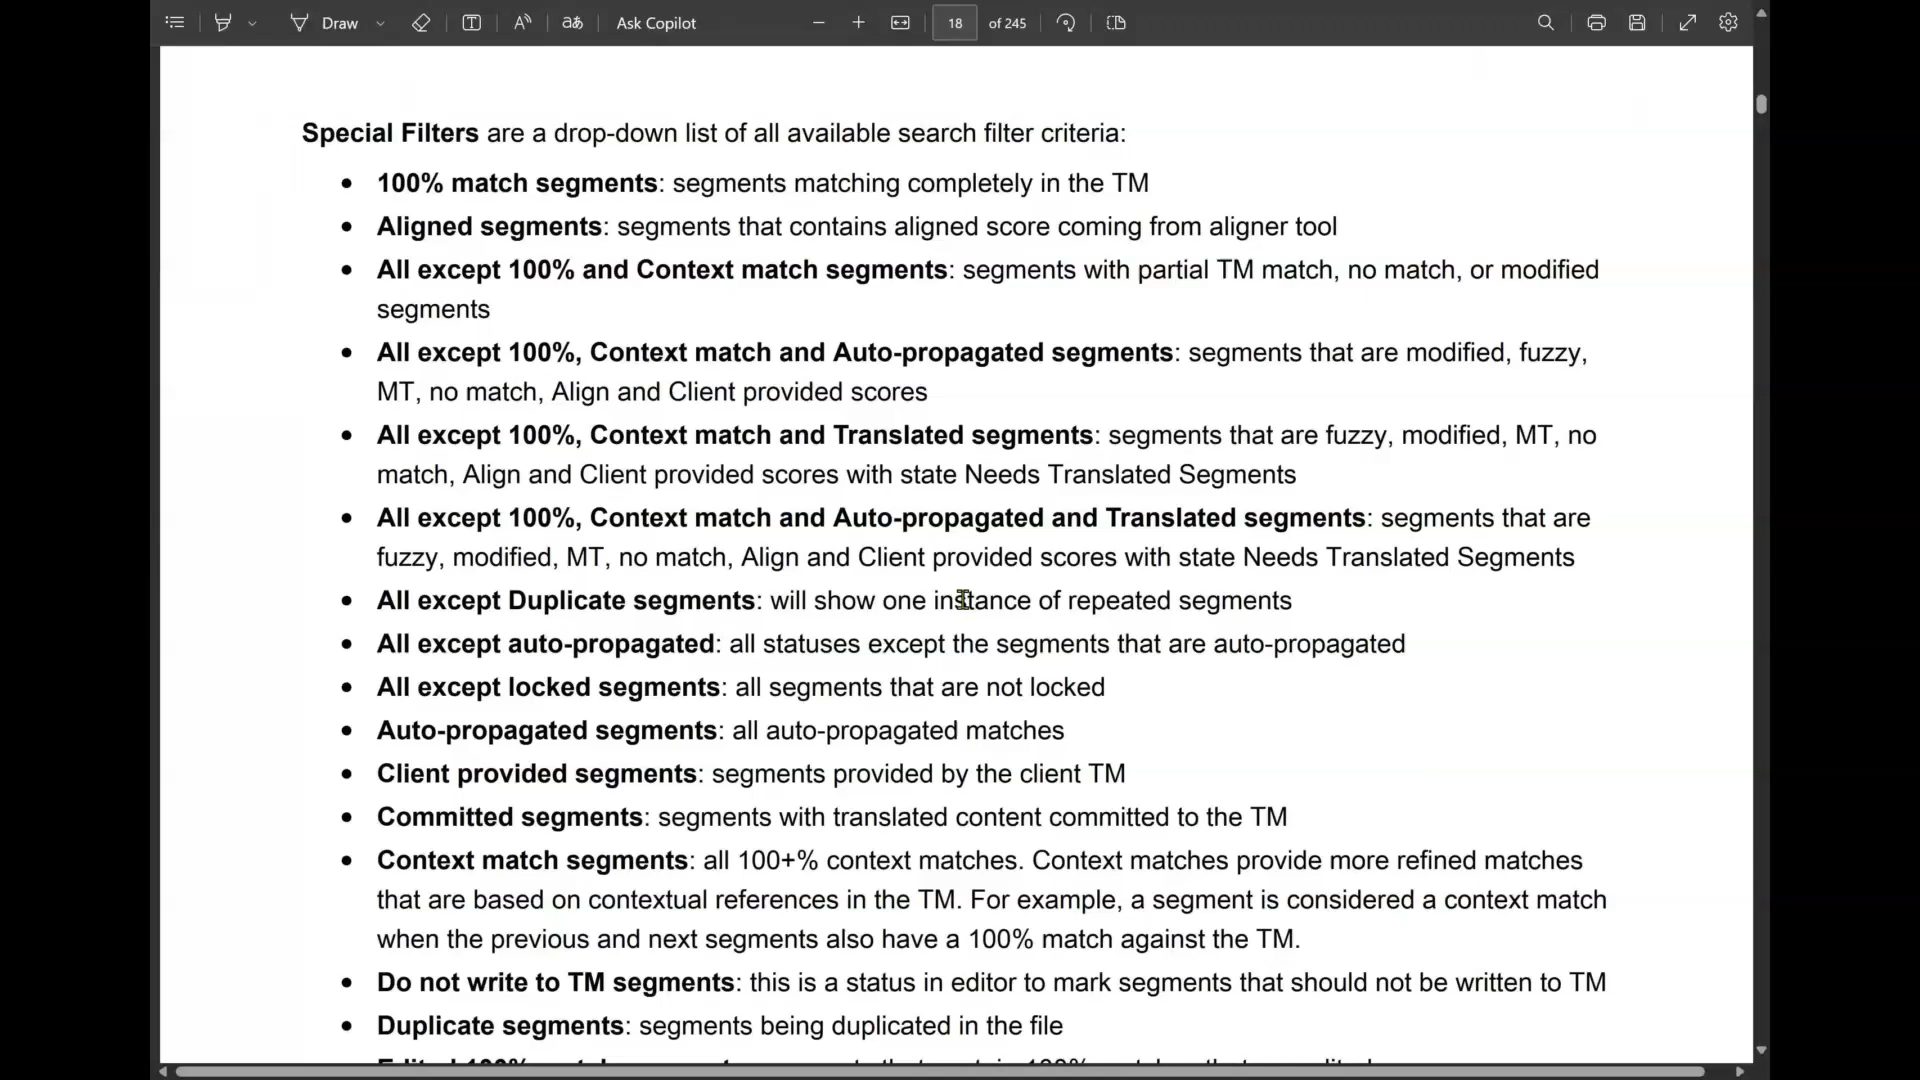 Draw
Ask Copilot
18 of 245
Special Filters are a drop-down list of all available search filter criteria:
• 100% match segments: segments matching completely in the TM
• Aligned segments: segments that contains aligned score coming from aligner tool
• All except 100% and Context match segments: segments with partial TM match, no match, or modified
segments
• All except 100%, Context match and Auto-propagated segments: segments that are modified, fuzzy,
MT, no match, Align and Client provided scores
• All except 100%, Context match and Translated segments: segments that are fuzzy, modified, MT, no
match, Align and Client provided scores with state Needs Translated Segments
• All except 100%, Context match and Auto-propagated and Translated segments: segments that are
fuzzy, modified, MT, no match, Align and Client provided scores with state Needs Translated Segments
• All except Duplicate segments: will show one instance of repeated segments
• All except auto-propagated: all statuses except the segments that are auto-propagated
• All except locked segments: all segments that are not locked
• Auto-propagated segments: all auto-propagated matches
• Client provided segments: segments provided by the client TM
• Committed segments: segments with translated content committed to the TM
• Context match segments: all 100+% context matches. Context matches provide more refined matches
that are based on contextual references in the TM. For example, a segment is considered a context match
when the previous and next segments also have a 100% match against the TM.
• Do not write to TM segments: this is a status in editor to mark segments that should not be written to TM
• Duplicate segments: segments being duplicated in the file